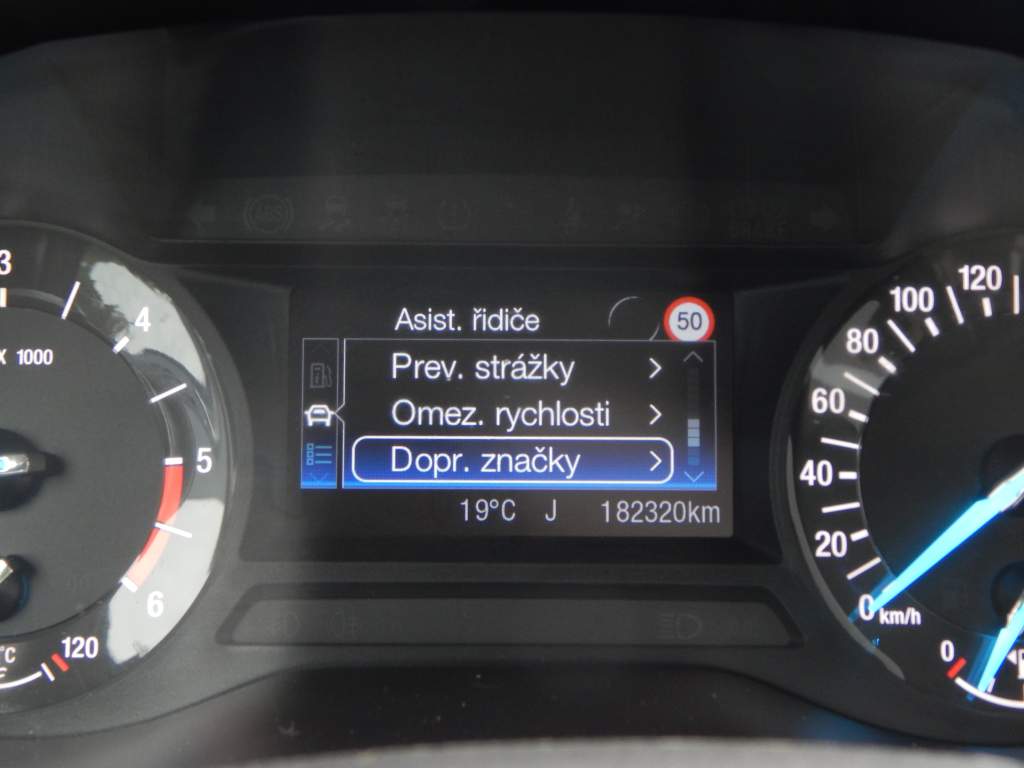 Asist. řidiče
50
Prev. strážky
Omez. rychlosti
Dopr. značky
19°C J 182320km
3
4
5
6
X 1000
120
0
20
40
60
80
100
120
km/h
0